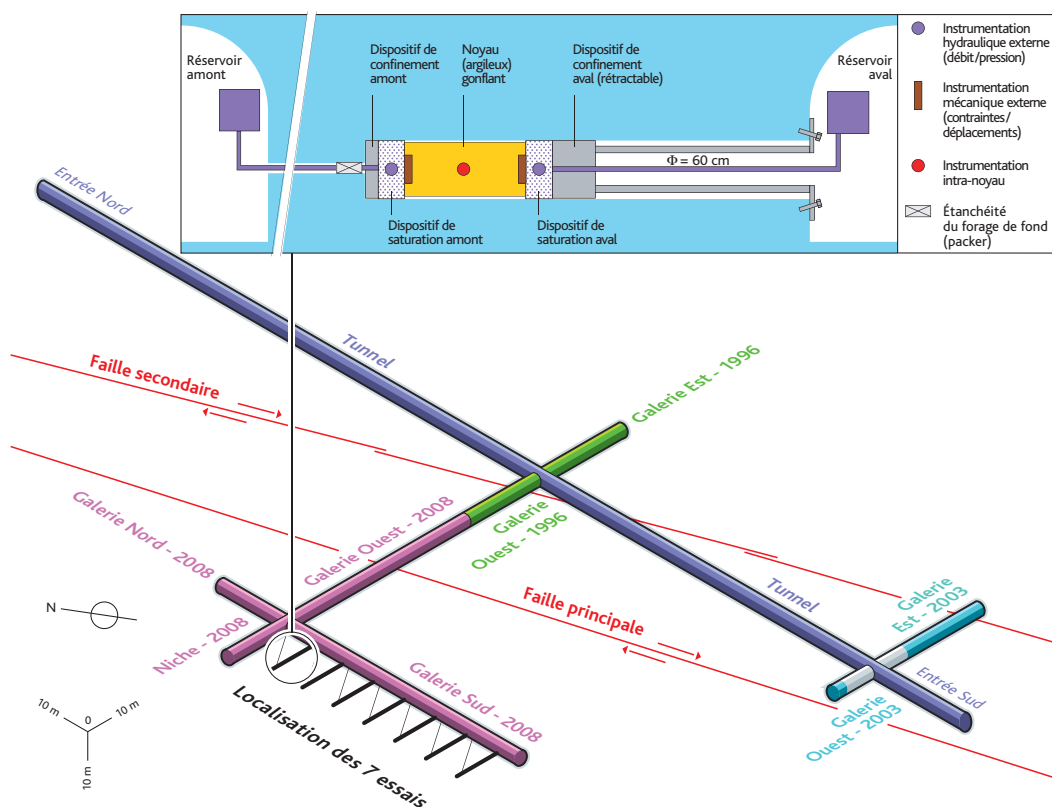 Réservoir
amont
Dispositif de
confinement
amont
Noyau
(argileux)
gonflant
Dispositif de
confinement
aval (rétractable)
Réservoir
aval
Φ = 60 cm
Dispositif de
saturation amont
Dispositif de
saturation aval
Instrumentation
hydraulique externe
(débit/pression)
Instrumentation
mécanique externe
(contraintes/
déplacements)
Instrumentation
intra-noyau
Étanchéité
du forage de fond
(packer)
Entrée Nord
Tunnel
Faille secondaire
Galerie Est - 1996
Galerie Nord - 2008
Galerie Ouest - 2008
Galerie
Ouest - 1996
N
Niche - 2008
Faille principale
Tunnel
Galerie
Est - 2003
Entrée Sud
Galerie
Ouest - 2003
Galerie Sud - 2008
Localisation des 7 essais
10 m
0
10 m
10 m